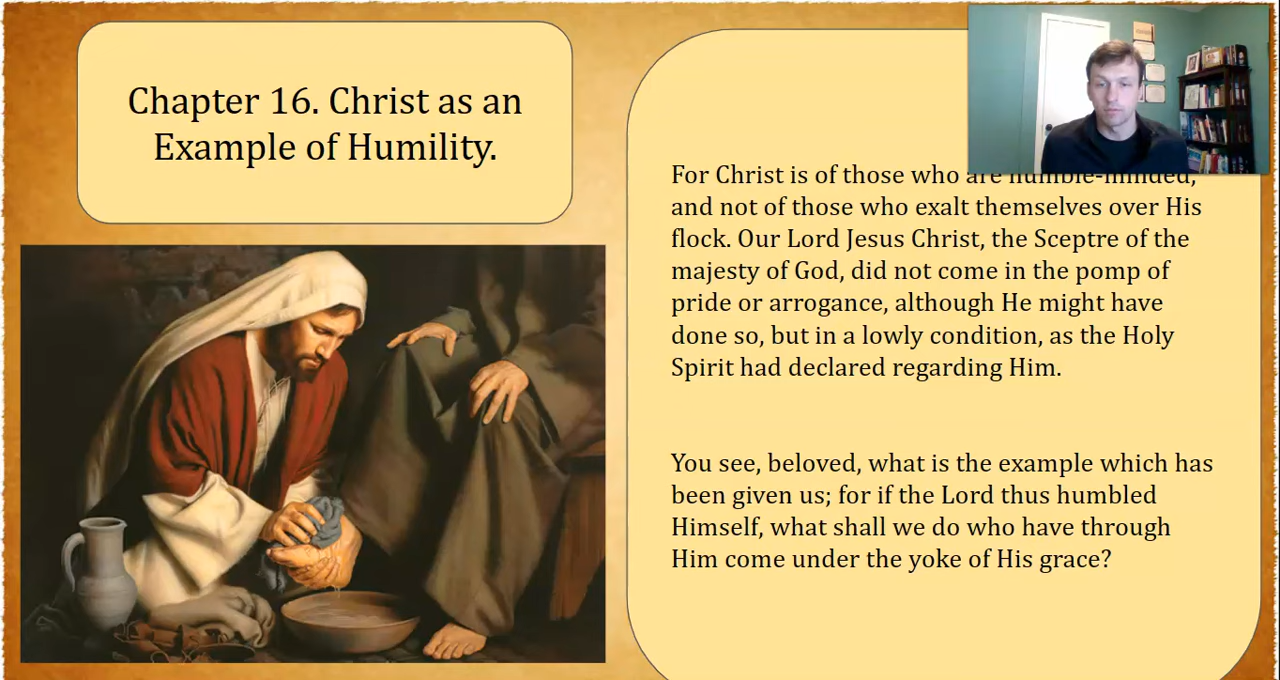 Chapter 16. Christ as an
Example of Humility.
For Christ is of those who are humble-minded,
and not of those who exalt themselves over His
flock. Our Lord Jesus Christ, the Sceptre of the
majesty of God, did not come in the pomp of
pride or arrogance, although He might have
done so, but in a lowly condition, as the Holy
Spirit had declared regarding Him.
You see, beloved, what is the example which has
been given us; for if the Lord thus humbled
Himself, what shall we do who have through
Him come under the yoke of His grace?